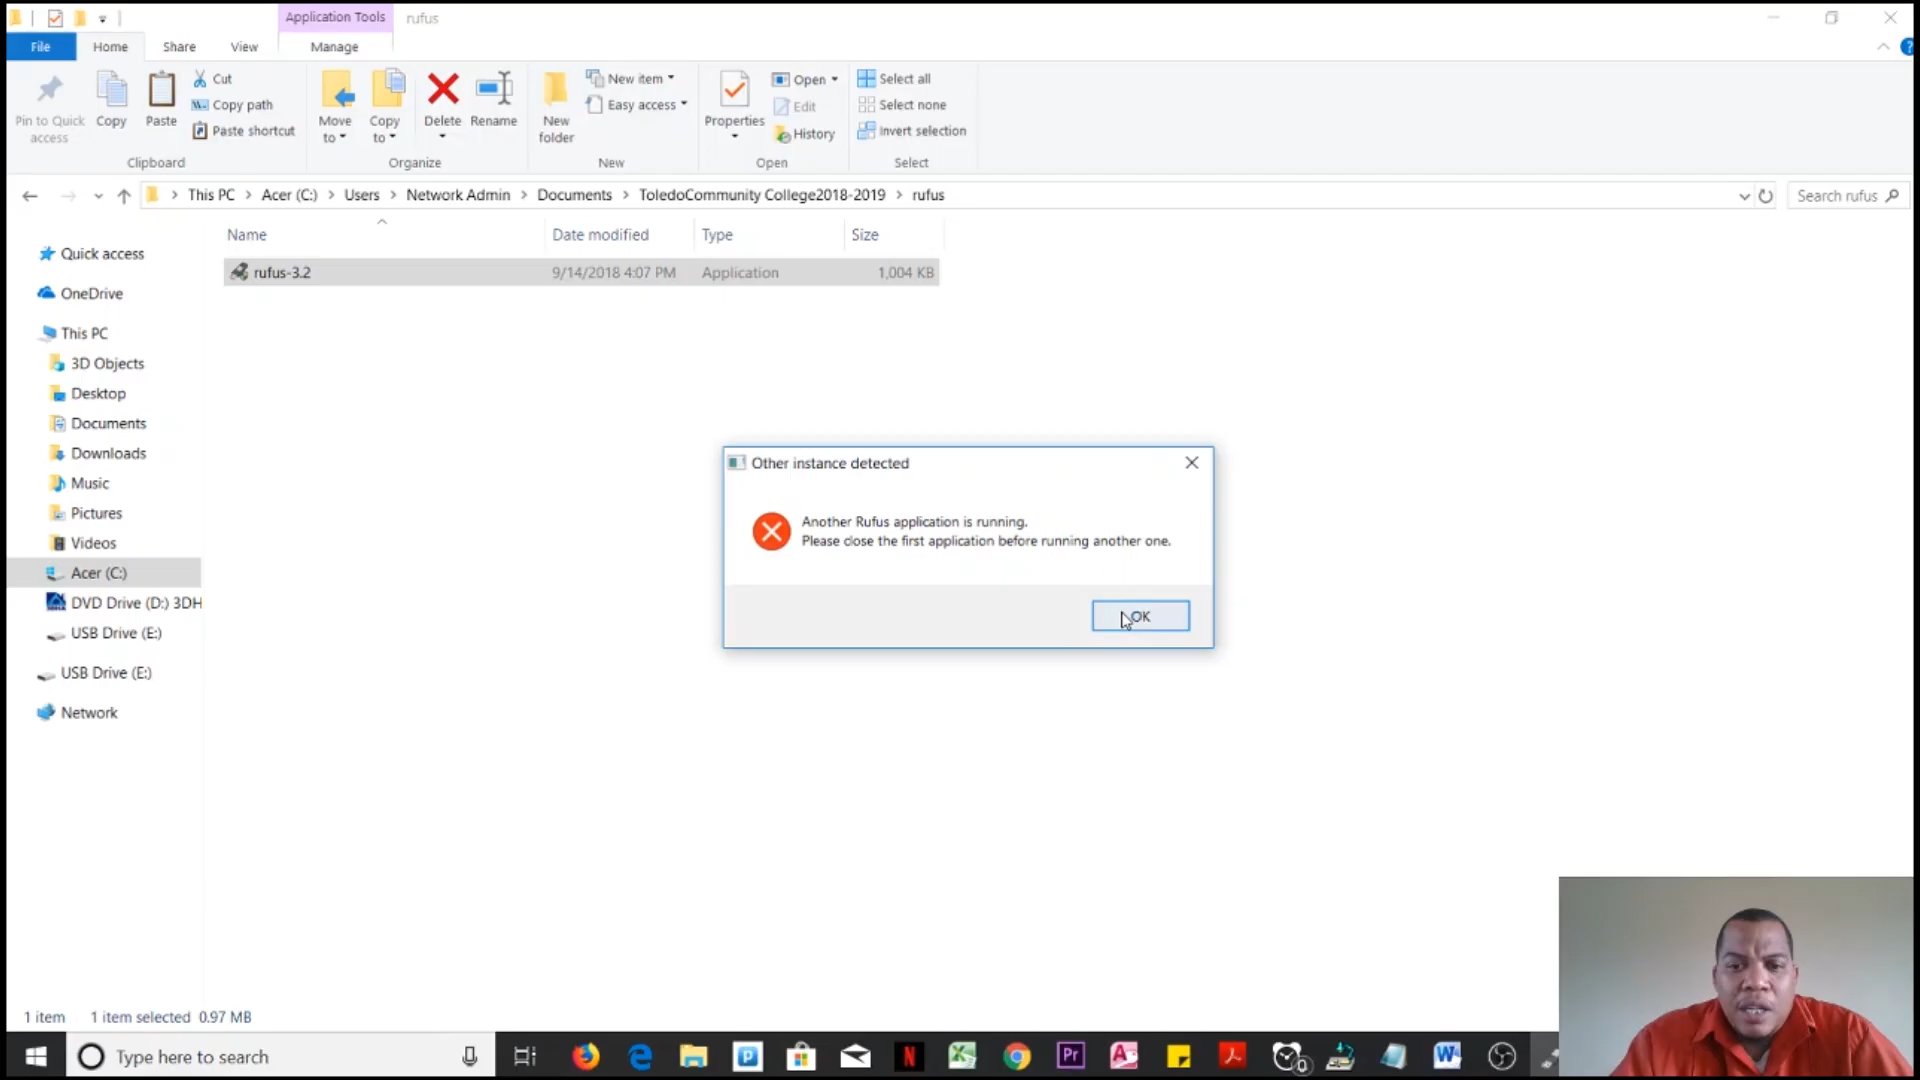 Application Tools
rufus
File
Home
Share
View
Manage
Pin to Quick access
Copy
Paste
Cut
Copy path
Paste shortcut
Clipboard
Move to
Copy to
Delete
Rename
Organize
New folder
New item
Easy access
New
Properties
Open
Edit
History
Open
Select all
Select none
Invert selection
Select
This PC > Acer (C:) > Users > Network Admin > Documents > ToledoCommunity College2018-2019 > rufus
Search rufus
Name
Date modified
Type
Size
rufus-3.2
9/14/2018 4:07 PM
Application
1,004 KB
Quick access
OneDrive
This PC
3D Objects
Desktop
Documents
Downloads
Music
Pictures
Videos
Acer (C:)
DVD Drive (D:) 3DH
USB Drive (E:)
USB Drive (E:)
Network
Other instance detected
Another Rufus application is running.
Please close the first application before running another one.
OK
1 item
1 item selected 0.97 MB
Type here to search